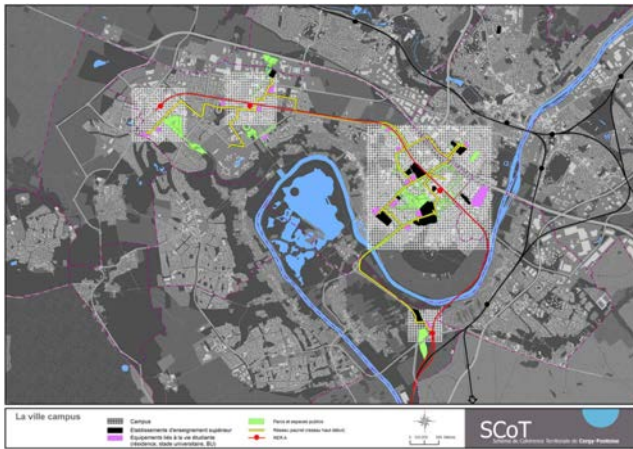 La ville campus
Campus
Etablissements d'enseignement supérieur
Equipements liés à la vie étudiante
(résidence, stade universitaire, BU)
Parcs et espaces publics
RER A
SCoT
Schéma de Cohérence Territoriale de Cergy-Pontoise